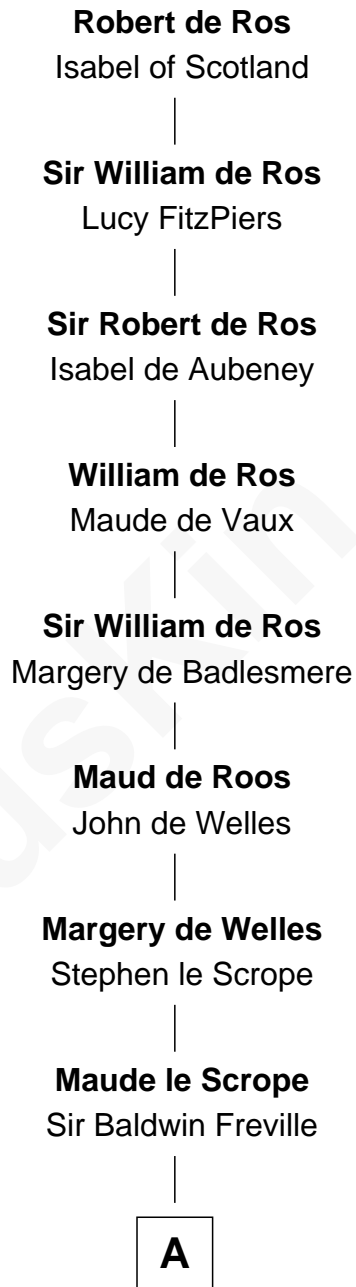 Robert de Ros
Isabel of Scotland
Sir William de Ros
Lucy FitzPiers
Sir Robert de Ros
Isabel de Aubeney
William de Ros
Maude de Vaux
Sir William de Ros
Margery de Badlesmere
Maud de Roos
John de Welles
Margery de Welles
Stephen le Scrope
Maude le Scrope
Sir Baldwin Freville
A